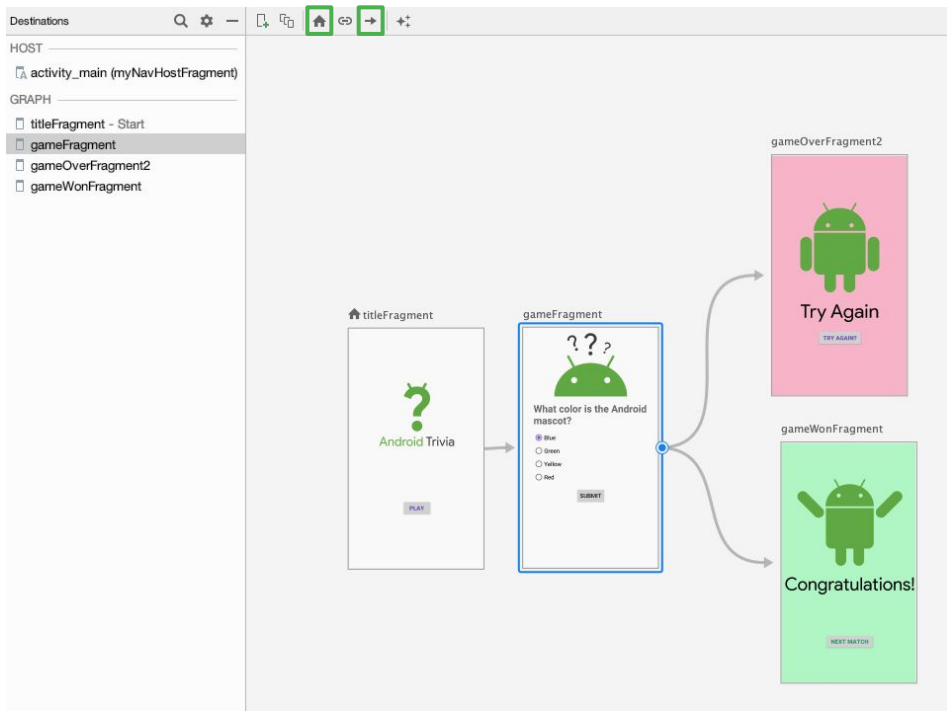 Destinations
HOST
activity_main (myNavHostFragment)
GRAPH
titleFragment - Start
gameFragment
gameOverFragment2
gameWonFragment
titleFragment
Android Trivia
PLAY
gameFragment
? ? ?
What color is the Android
mascot?
Blue
Green
Yellow
Red
SUBMIT
gameOverFragment2
Try Again
TRY AGAIN?
gameWonFragment
Congratulations!
NEXT MATCH